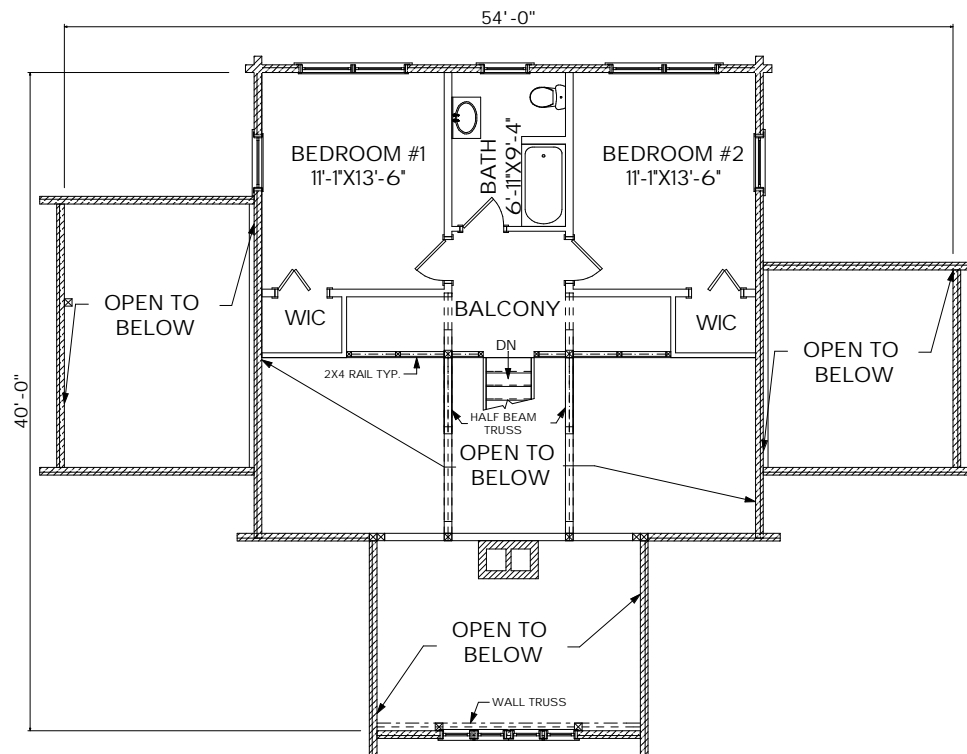 54'-0"
BEDROOM #1
11'-1"X13'-6"
BATH
6'-11"X9'-4"
BEDROOM #2
11'-1"X13'-6"
OPEN TO
BELOW
WIC
BALCONY
WIC
DN
OPEN TO
BELOW
2X4 RAIL TYP.
40'-0"
HALF BEAM
TRUSS
OPEN TO
BELOW
OPEN TO
BELOW
WALL TRUSS